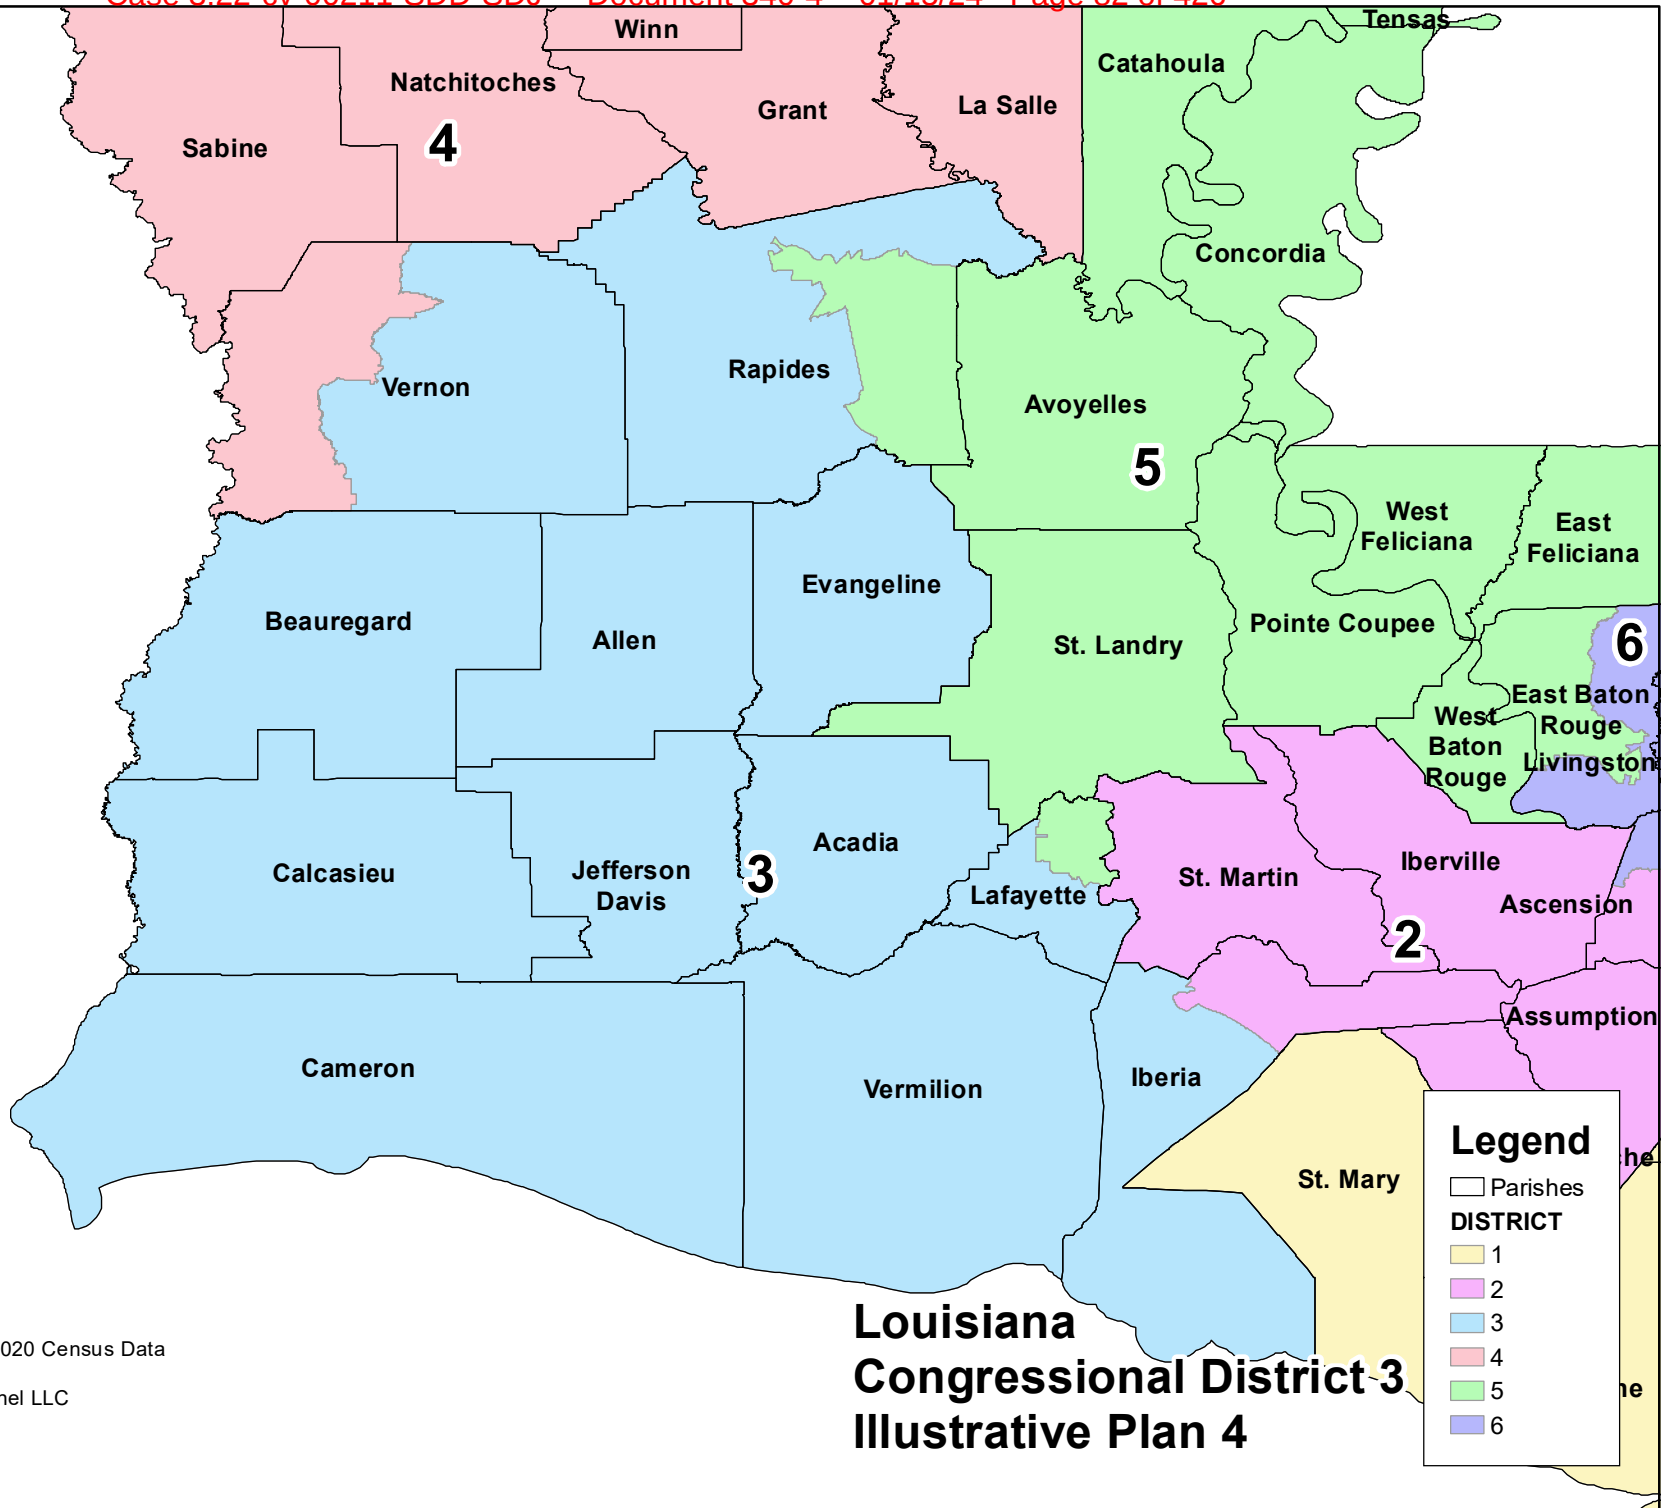 Tensas
Winn
Catahoula
Natchitoches
La Salle
Grant
Sabine
4
Concordia
Rapides
Vernon
Avoyelles
5
West
Feliciana
East
Feliciana
Evangeline
Beauregard
Allen
Pointe Coupee
St. Landry
6
East Baton
Rouge
West
Baton
Rouge
Livingston
Acadia
Iberville
Calcasieu
Jefferson
Davis
3
St. Martin
Lafayette
Ascension
2
Assumption
Cameron
Iberia
Vermilion
St. Mary
Legend
Parishes
DISTRICT
1
2
3
4
5
6
he
ne
Louisiana
Congressional District 3
Illustrative Plan 4
020 Census Data
nel LLC